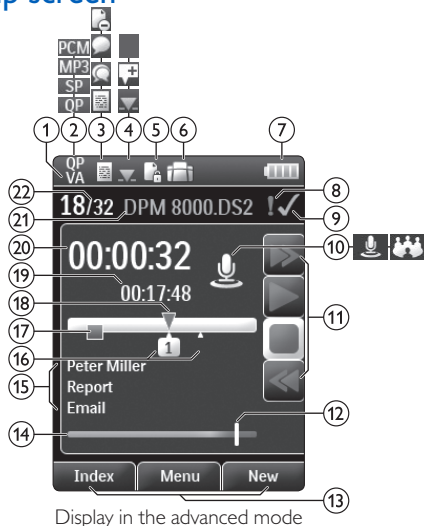 up screen
PCM
MP3
SP
QP
1 2 3 4 5 6 7
QP
VA
22 18/32 DPM 8000.DS2 ! 8
21 9
20 00:00:32 10
19 00:17:48
18
17 11
16 1
15 Peter Miller
Report
Email
12
14
Index Menu New
13
Display in the advanced mode